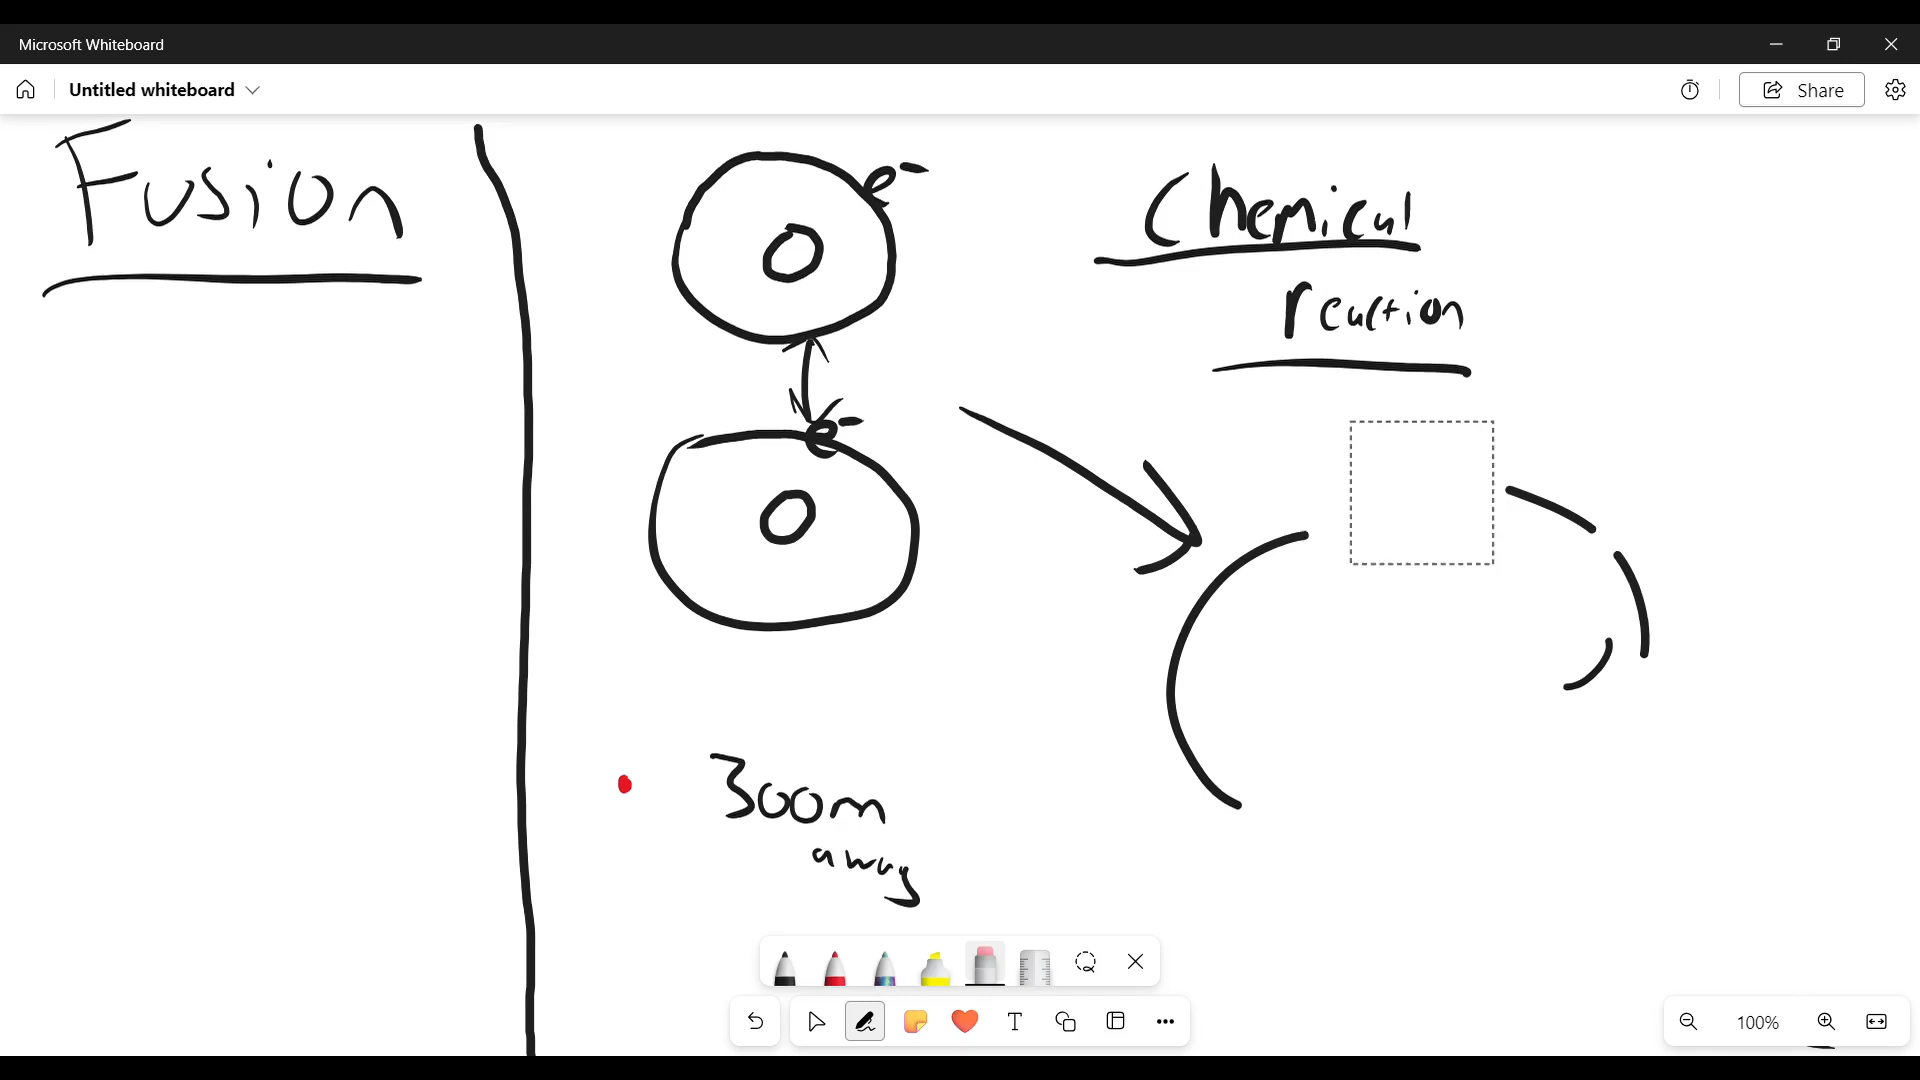 Microsoft Whiteboard
Untitled whiteboard
Share
Fusion
e-
Chemical
reaction
e-
300m
away
T
100%